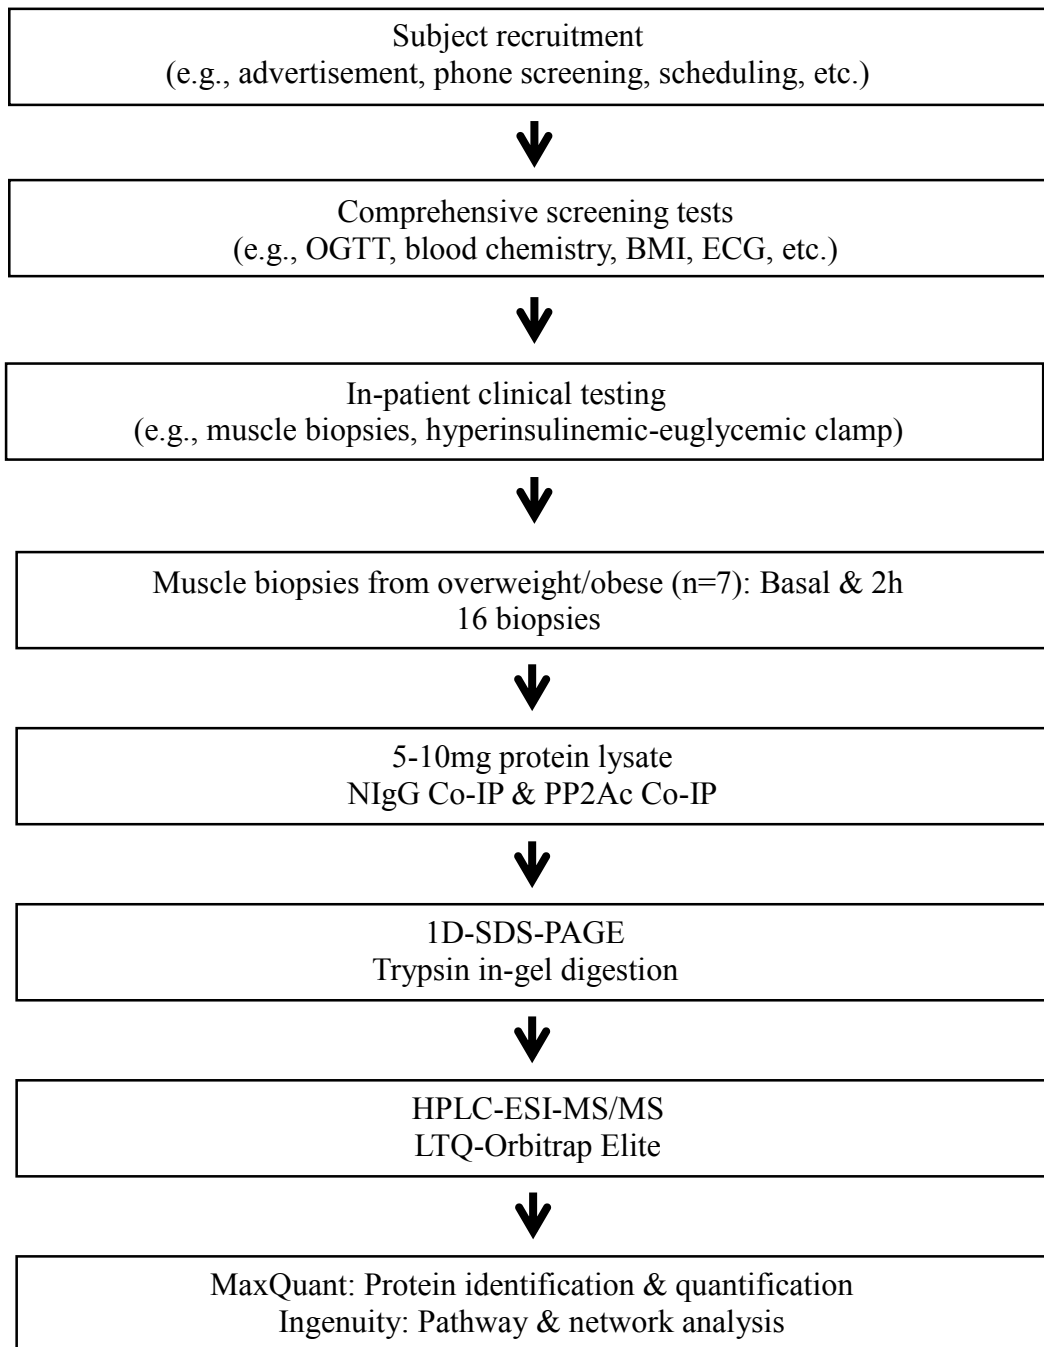 Subject recruitment
(e.g., advertisement, phone screening, scheduling, etc.)
Comprehensive screening tests
(e.g., OGTT, blood chemistry, BMI, ECG, etc.)
In-patient clinical testing
(e.g., muscle biopsies, hyperinsulinemic-euglycemic clamp)
Muscle biopsies from overweight/obese (n=7): Basal & 2h
16 biopsies
5-10mg protein lysate
NIgG Co-IP & PP2Ac Co-IP
1D-SDS-PAGE
Trypsin in-gel digestion
HPLC-ESI-MS/MS
LTQ-Orbitrap Elite
MaxQuant: Protein identification & quantification
Ingenuity: Pathway & network analysis